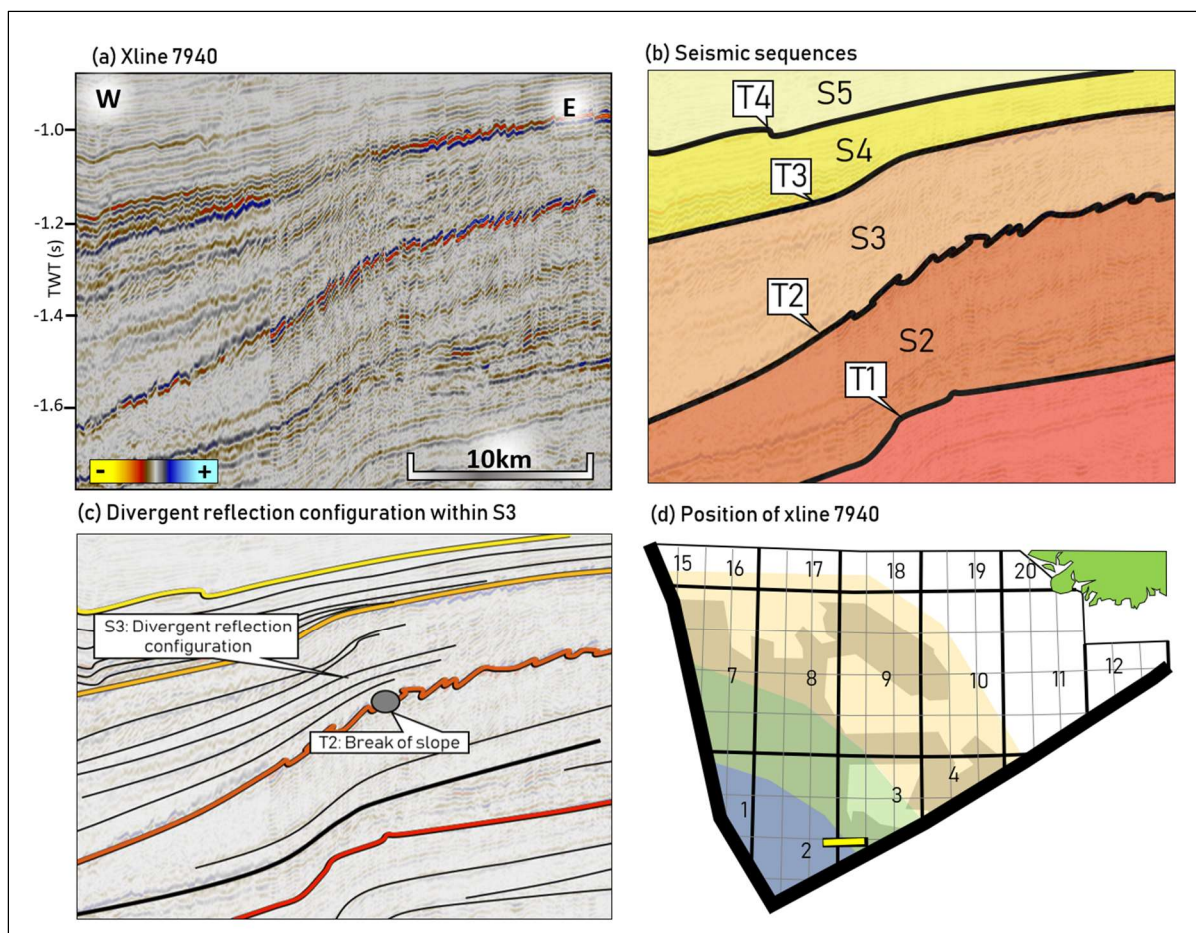 (a) Xline 7940
W
E
-1.0
-1.2
-1.4
-1.6
TWT (s)
- +
10km
(b) Seismic sequences
S5
T4
S4
T3
S3
T2
S2
T1
(c) Divergent reflection configuration within S3
S3: Divergent reflection
configuration
T2: Break of slope
(d) Position of xline 7940
15 16 17 18 19 20
7 8 9 10 11 12
1 2 3 4